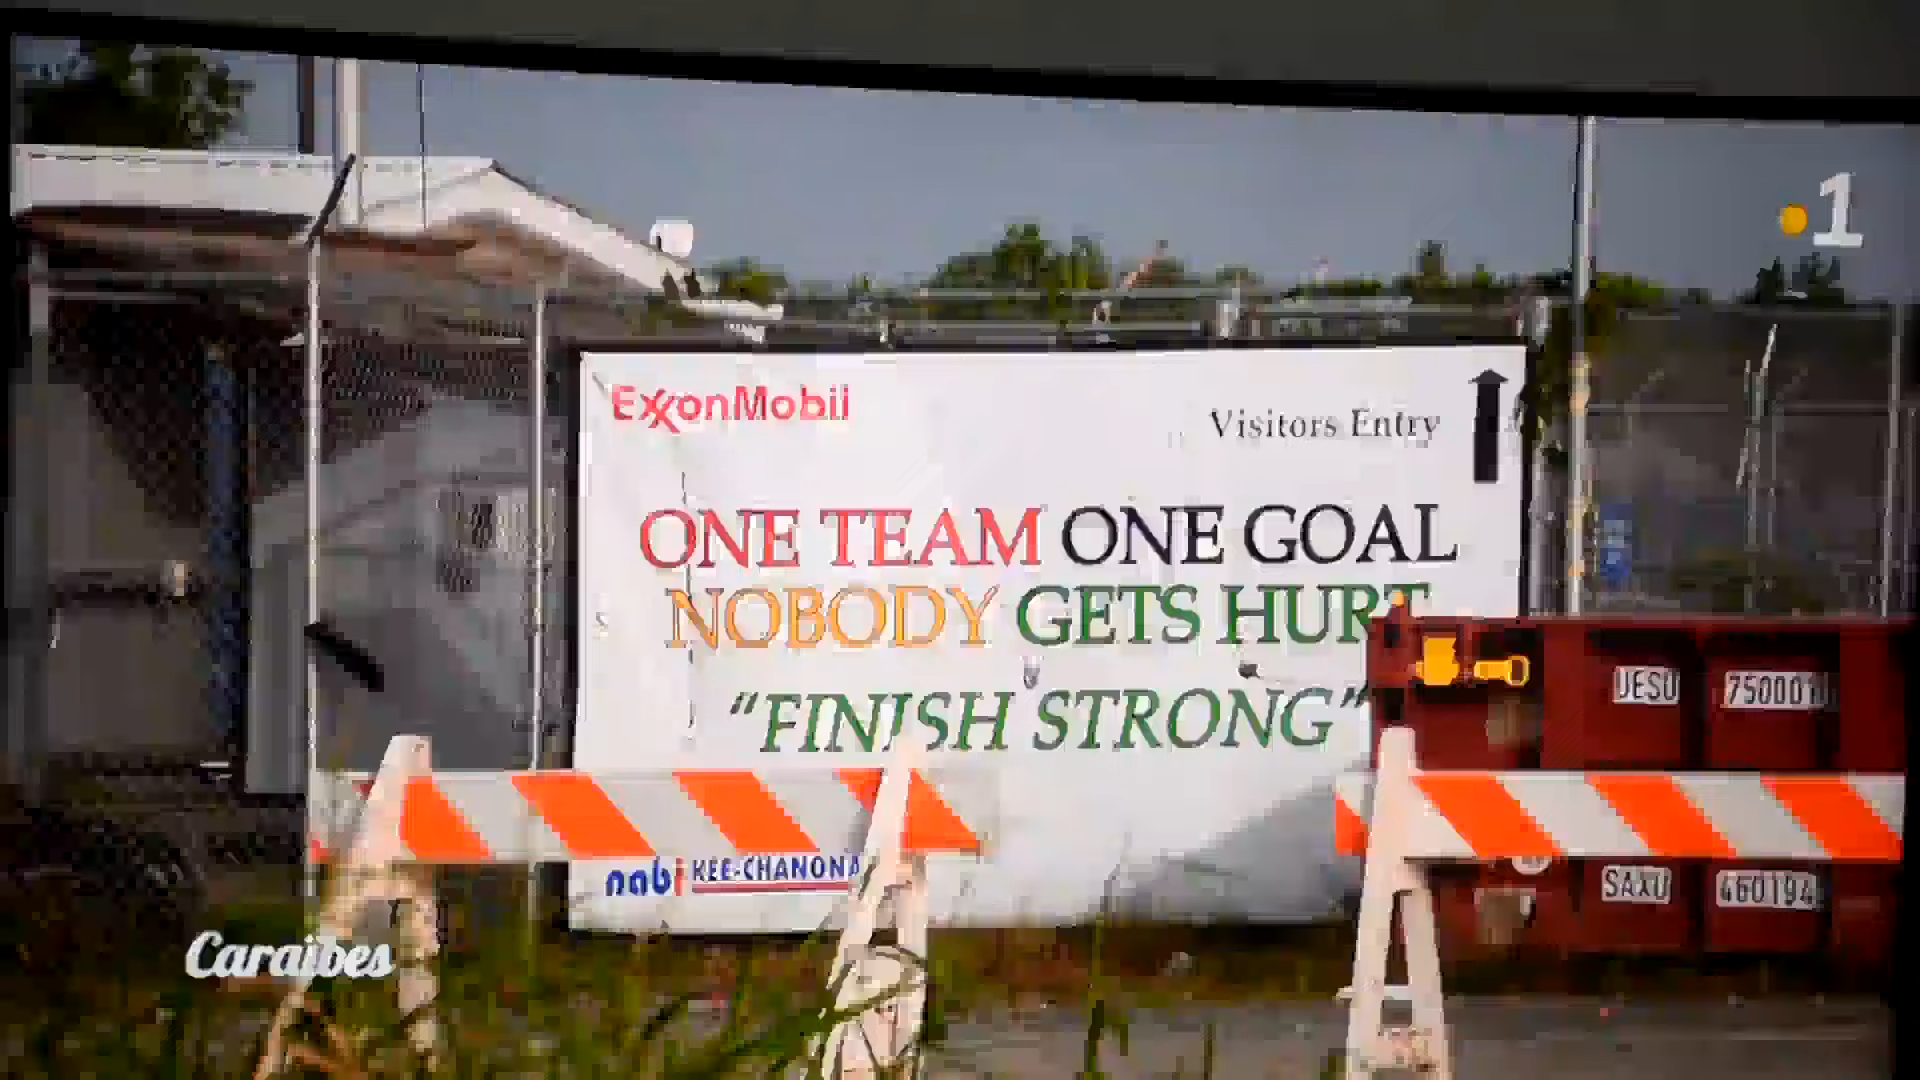 1
ExxonMobil
Visitors Entry
ONE TEAM ONE GOAL
NOBODY GETS HURT
"FINISH STRONG"
JESU 750001
SAXU 460194
nabi KEE-CHANONA
Caraibes